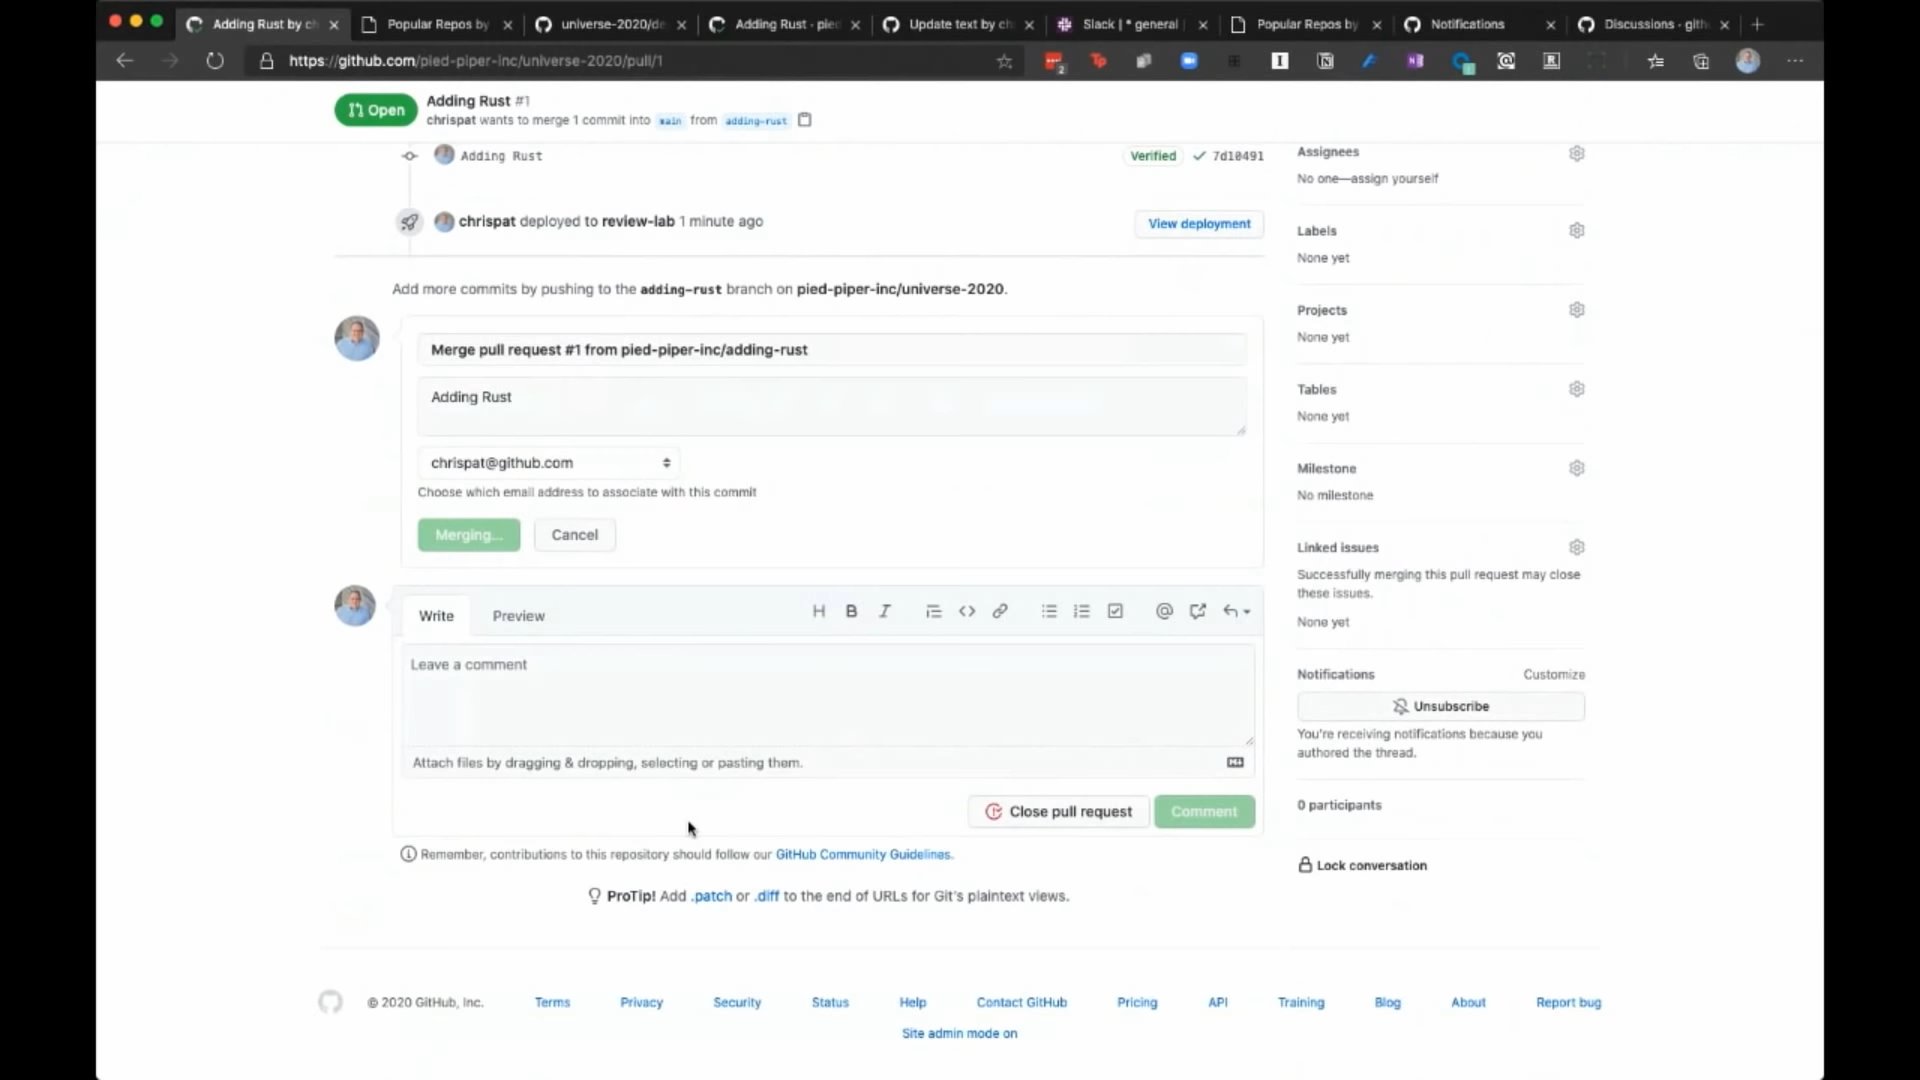 Adding Rust by ch
Popular Repos by
universe-2020/de
Adding Rust · pied
Update text by ch
Slack | * general
Popular Repos by
Notifications
Discussions · gith
https://github.com/pied-piper-inc/universe-2020/pull/1
2
Open
Adding Rust #1
chrispat wants to merge 1 commit into main from adding-rust
Adding Rust
Verified
7d10491
chrispat deployed to review-lab 1 minute ago
View deployment
Add more commits by pushing to the adding-rust branch on pied-piper-inc/universe-2020.
Merge pull request #1 from pied-piper-inc/adding-rust
Adding Rust
chrispat@github.com
Choose which email address to associate with this commit
Merging...
Cancel
Write
Preview
H B I
Leave a comment
Attach files by dragging & dropping, selecting or pasting them.
Close pull request
Comment
Remember, contributions to this repository should follow our GitHub Community Guidelines.
ProTip! Add .patch or .diff to the end of URLs for Git's plaintext views.
Assignees
No one—assign yourself
Labels
None yet
Projects
None yet
Tables
None yet
Milestone
No milestone
Linked issues
Successfully merging this pull request may close
these issues.
None yet
Notifications
Customize
Unsubscribe
You're receiving notifications because you
authored the thread.
0 participants
Lock conversation
© 2020 GitHub, Inc.
Terms
Privacy
Security
Status
Help
Contact GitHub
Pricing
API
Training
Blog
About
Report bug
Site admin mode on